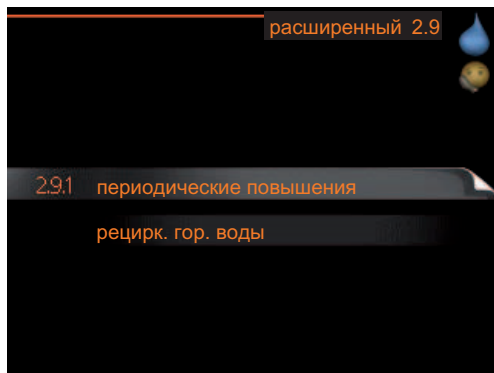 расширенный 2.9
2.9.1 периодические повышения
рецирк. гор. воды